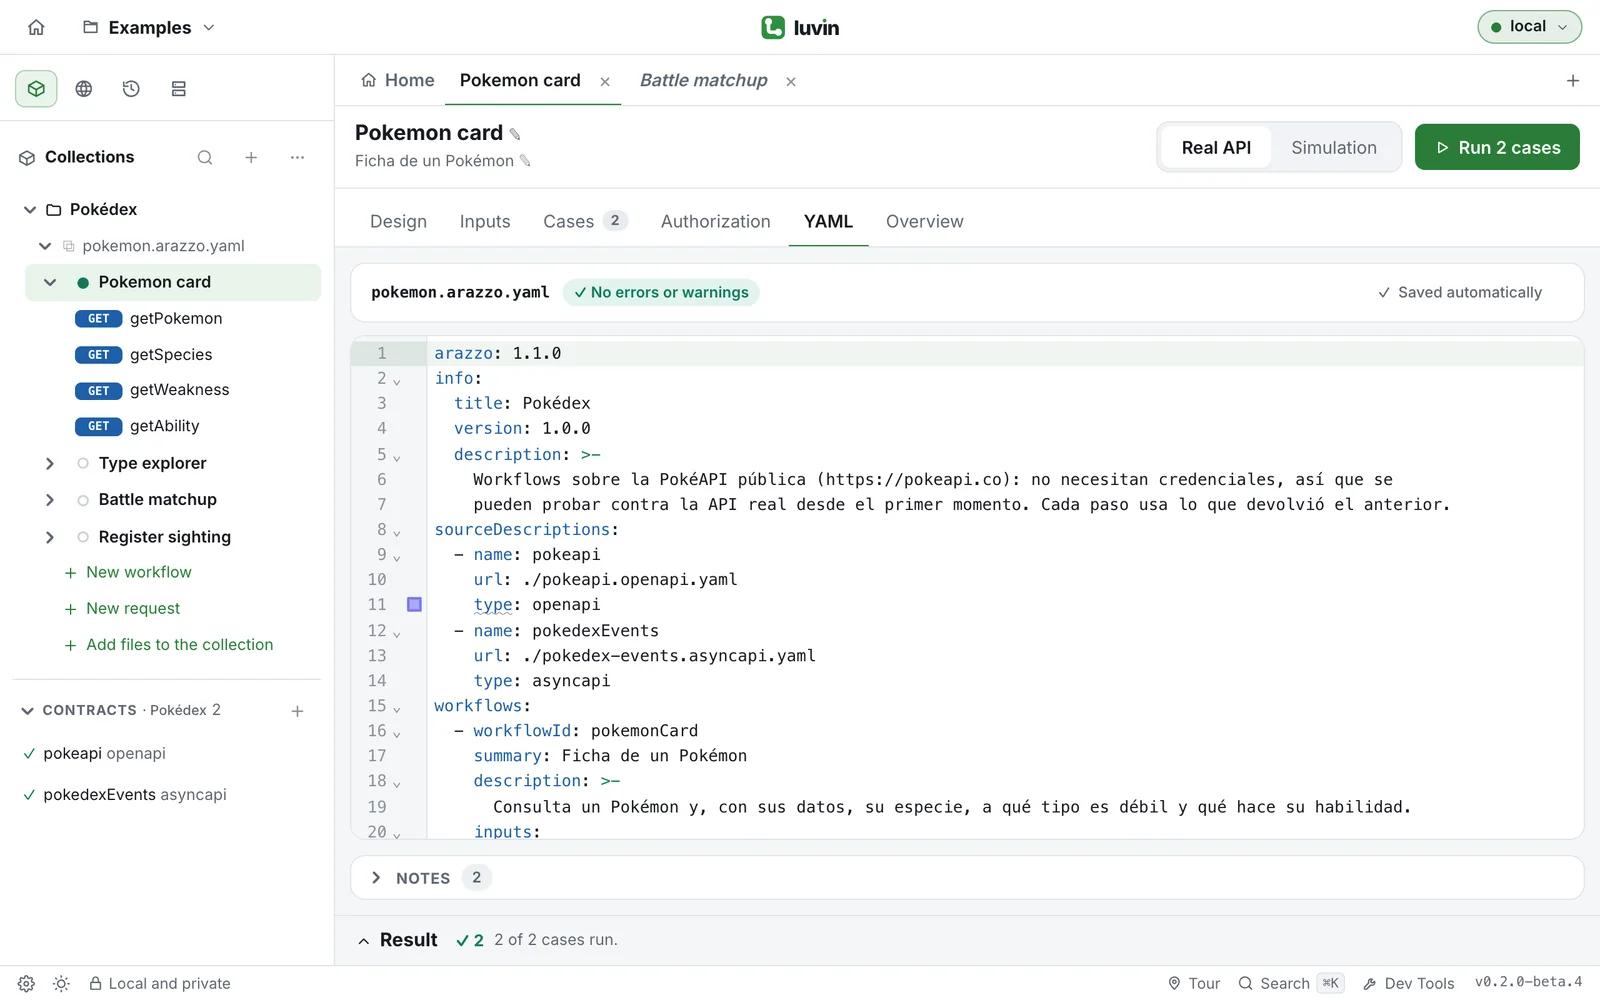 Examples
luvin
local
Home
Pokemon card
Battle matchup
Collections
Pokédex
pokemon.arazzo.yaml
Pokemon card
GET getPokemon
GET getSpecies
GET getWeakness
GET getAbility
Type explorer
Battle matchup
Register sighting
+ New workflow
+ New request
+ Add files to the collection
CONTRACTS · Pokédex 2
pokeapi openapi
pokedexEvents asyncapi
Pokemon card
Ficha de un Pokémon
Real API
Simulation
Run 2 cases
Design
Inputs
Cases 2
Authorization
YAML
Overview
pokemon.arazzo.yaml
No errors or warnings
Saved automatically
1 arazzo: 1.1.0
2 info:
3 title: Pokédex
4 version: 1.0.0
5 description: >-
6 Workflows sobre la PokéAPI pública (https://pokeapi.co): no necesitan credenciales, así que se
7 pueden probar contra la API real desde el primer momento. Cada paso usa lo que devolvió el anterior.
8 sourceDescriptions:
9 - name: pokeapi
10 url: ./pokeapi.openapi.yaml
11 type: openapi
12 - name: pokedexEvents
13 url: ./pokedex-events.asyncapi.yaml
14 type: asyncapi
15 workflows:
16 - workflowId: pokemonCard
17 summary: Ficha de un Pokémon
18 description: >-
19 Consulta un Pokémon y, con sus datos, su especie, a qué tipo es débil y qué hace su habilidad.
20 inputs:
NOTES 2
Result 2 2 of 2 cases run.
Local and private
Tour
Search ⌘K
Dev Tools
v0.2.0-beta.4